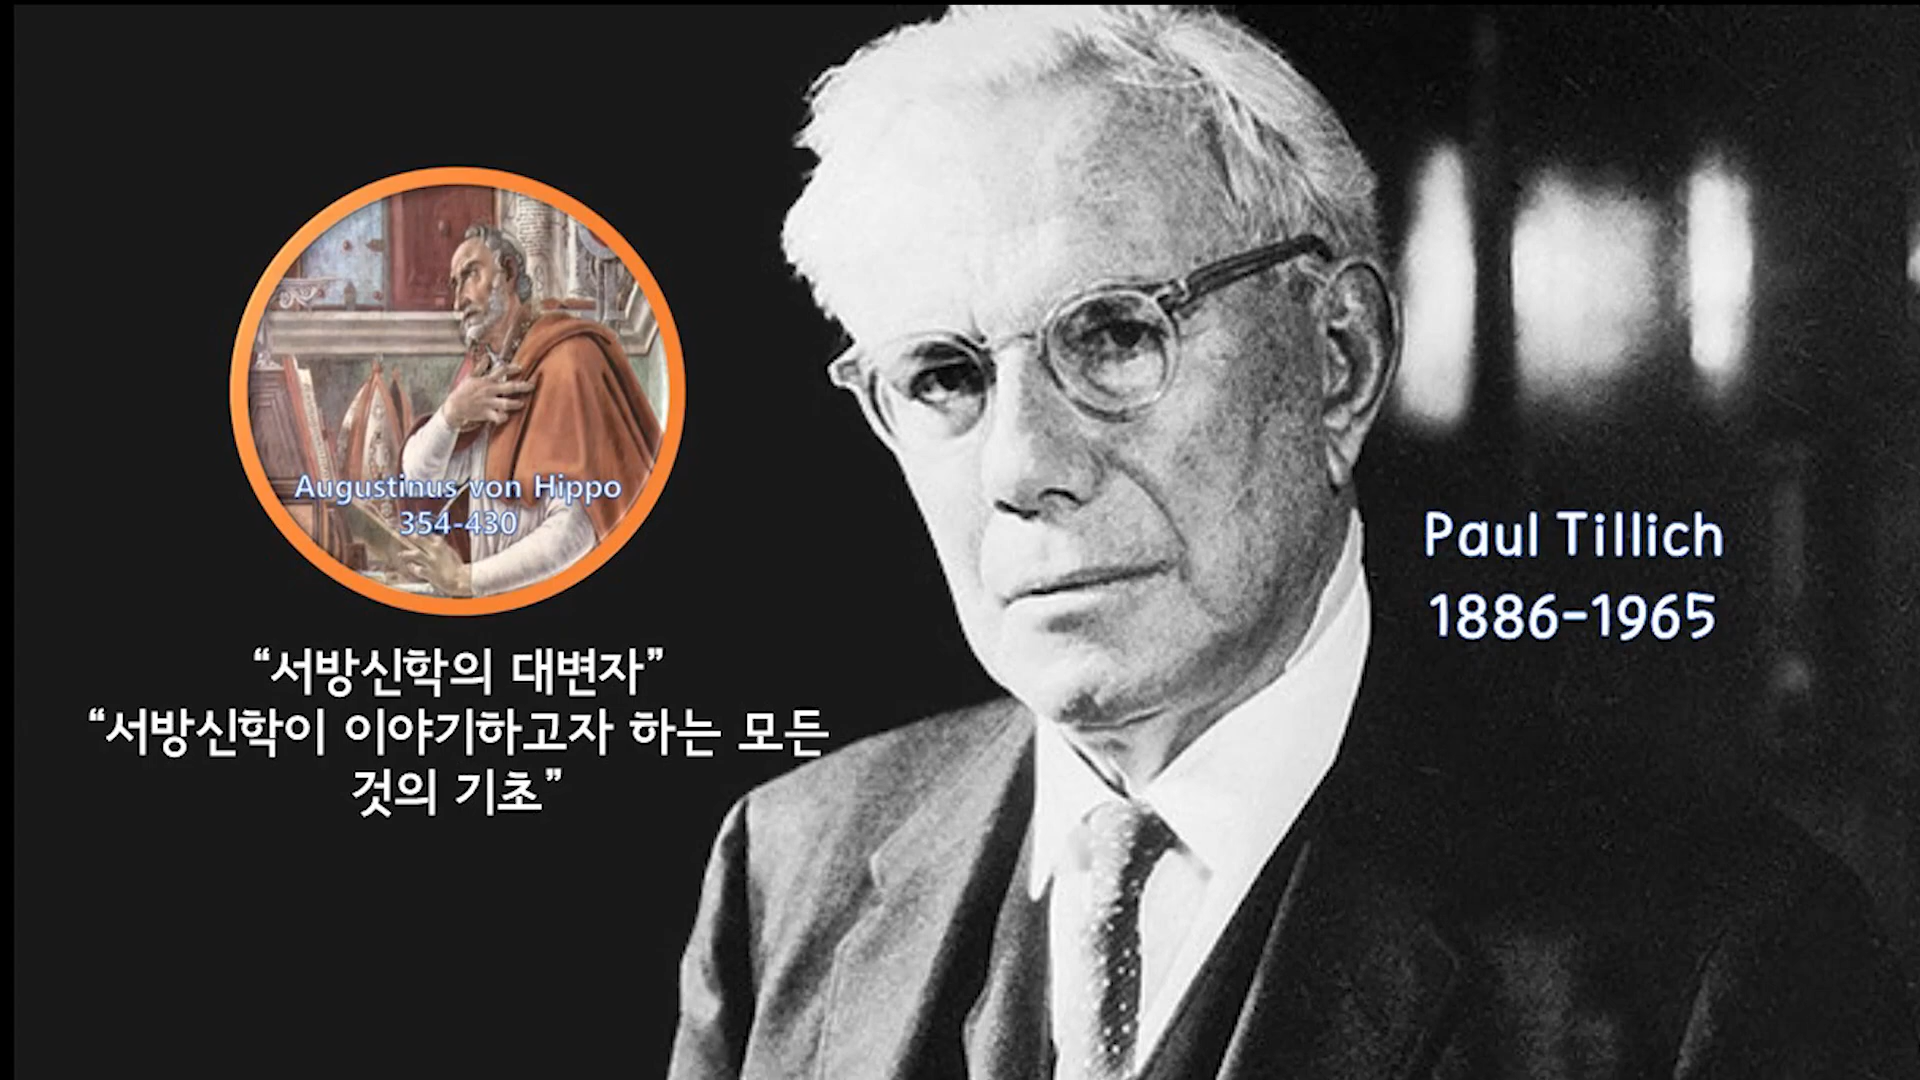 Augustinus von Hippo
354-430
“서방신학의 대변자”
“서방신학이 이야기하고자 하는 모든
것의 기초”
Paul Tillich
1886-1965